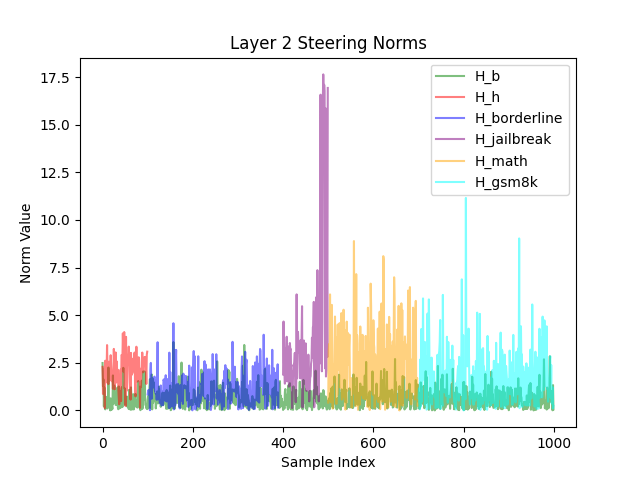 Layer 2 Steering Norms
H_b
H_h
H_borderline
H_jailbreak
H_math
H_gsm8k
17.5
15.0
12.5
10.0
7.5
5.0
2.5
0.0
Norm Value
0
200
400
600
800
1000
Sample Index